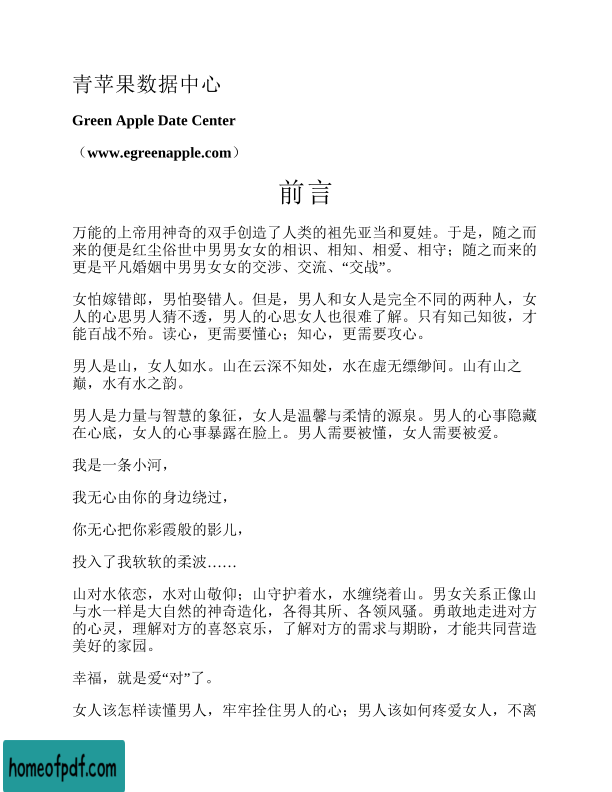 青苹果数据中心
Green Apple Date Center
（www.egreenapple.com）
前言
万能的上帝用神奇的双手创造了人类的祖先亚当和夏娃。于是，随之而
来的便是红尘俗世中男男女女的相识、相知、相爱、相守；随之而来的
更是平凡婚姻中男男女女的交涉、交流、“交战”。
女怕嫁错郎，男怕娶错人。但是，男人和女人是完全不同的两种人，女
人的心思男人猜不透，男人的心思女人也很难了解。只有知己知彼，才
能百战不殆。读心，更需要懂心；知心，更需要攻心。
男人是山，女人如水。山在云深不知处，水在虚无缥缈间。山有山之
巅，水有水之韵。
男人是力量与智慧的象征，女人是温馨与柔情的源泉。男人的心事隐藏
在心底，女人的心事暴露在脸上。男人需要被懂，女人需要被爱。
我是一条小河，
我无心由你的身边绕过，
你无心把你彩霞般的影儿，
投入了我软软的柔波……
山对水依恋，水对山敬仰；山守护着水，水缠绕着山。男女关系正像山
与水一样是大自然的神奇造化，各得其所、各领风骚。勇敢地走进对方
的心灵，理解对方的喜怒哀乐，了解对方的需求与期盼，才能共同营造
美好的家园。
幸福，就是爱“对”了。
女人该怎样读懂男人，牢牢拴住男人的心；男人该如何疼爱女人，不离
homeofpdf.com